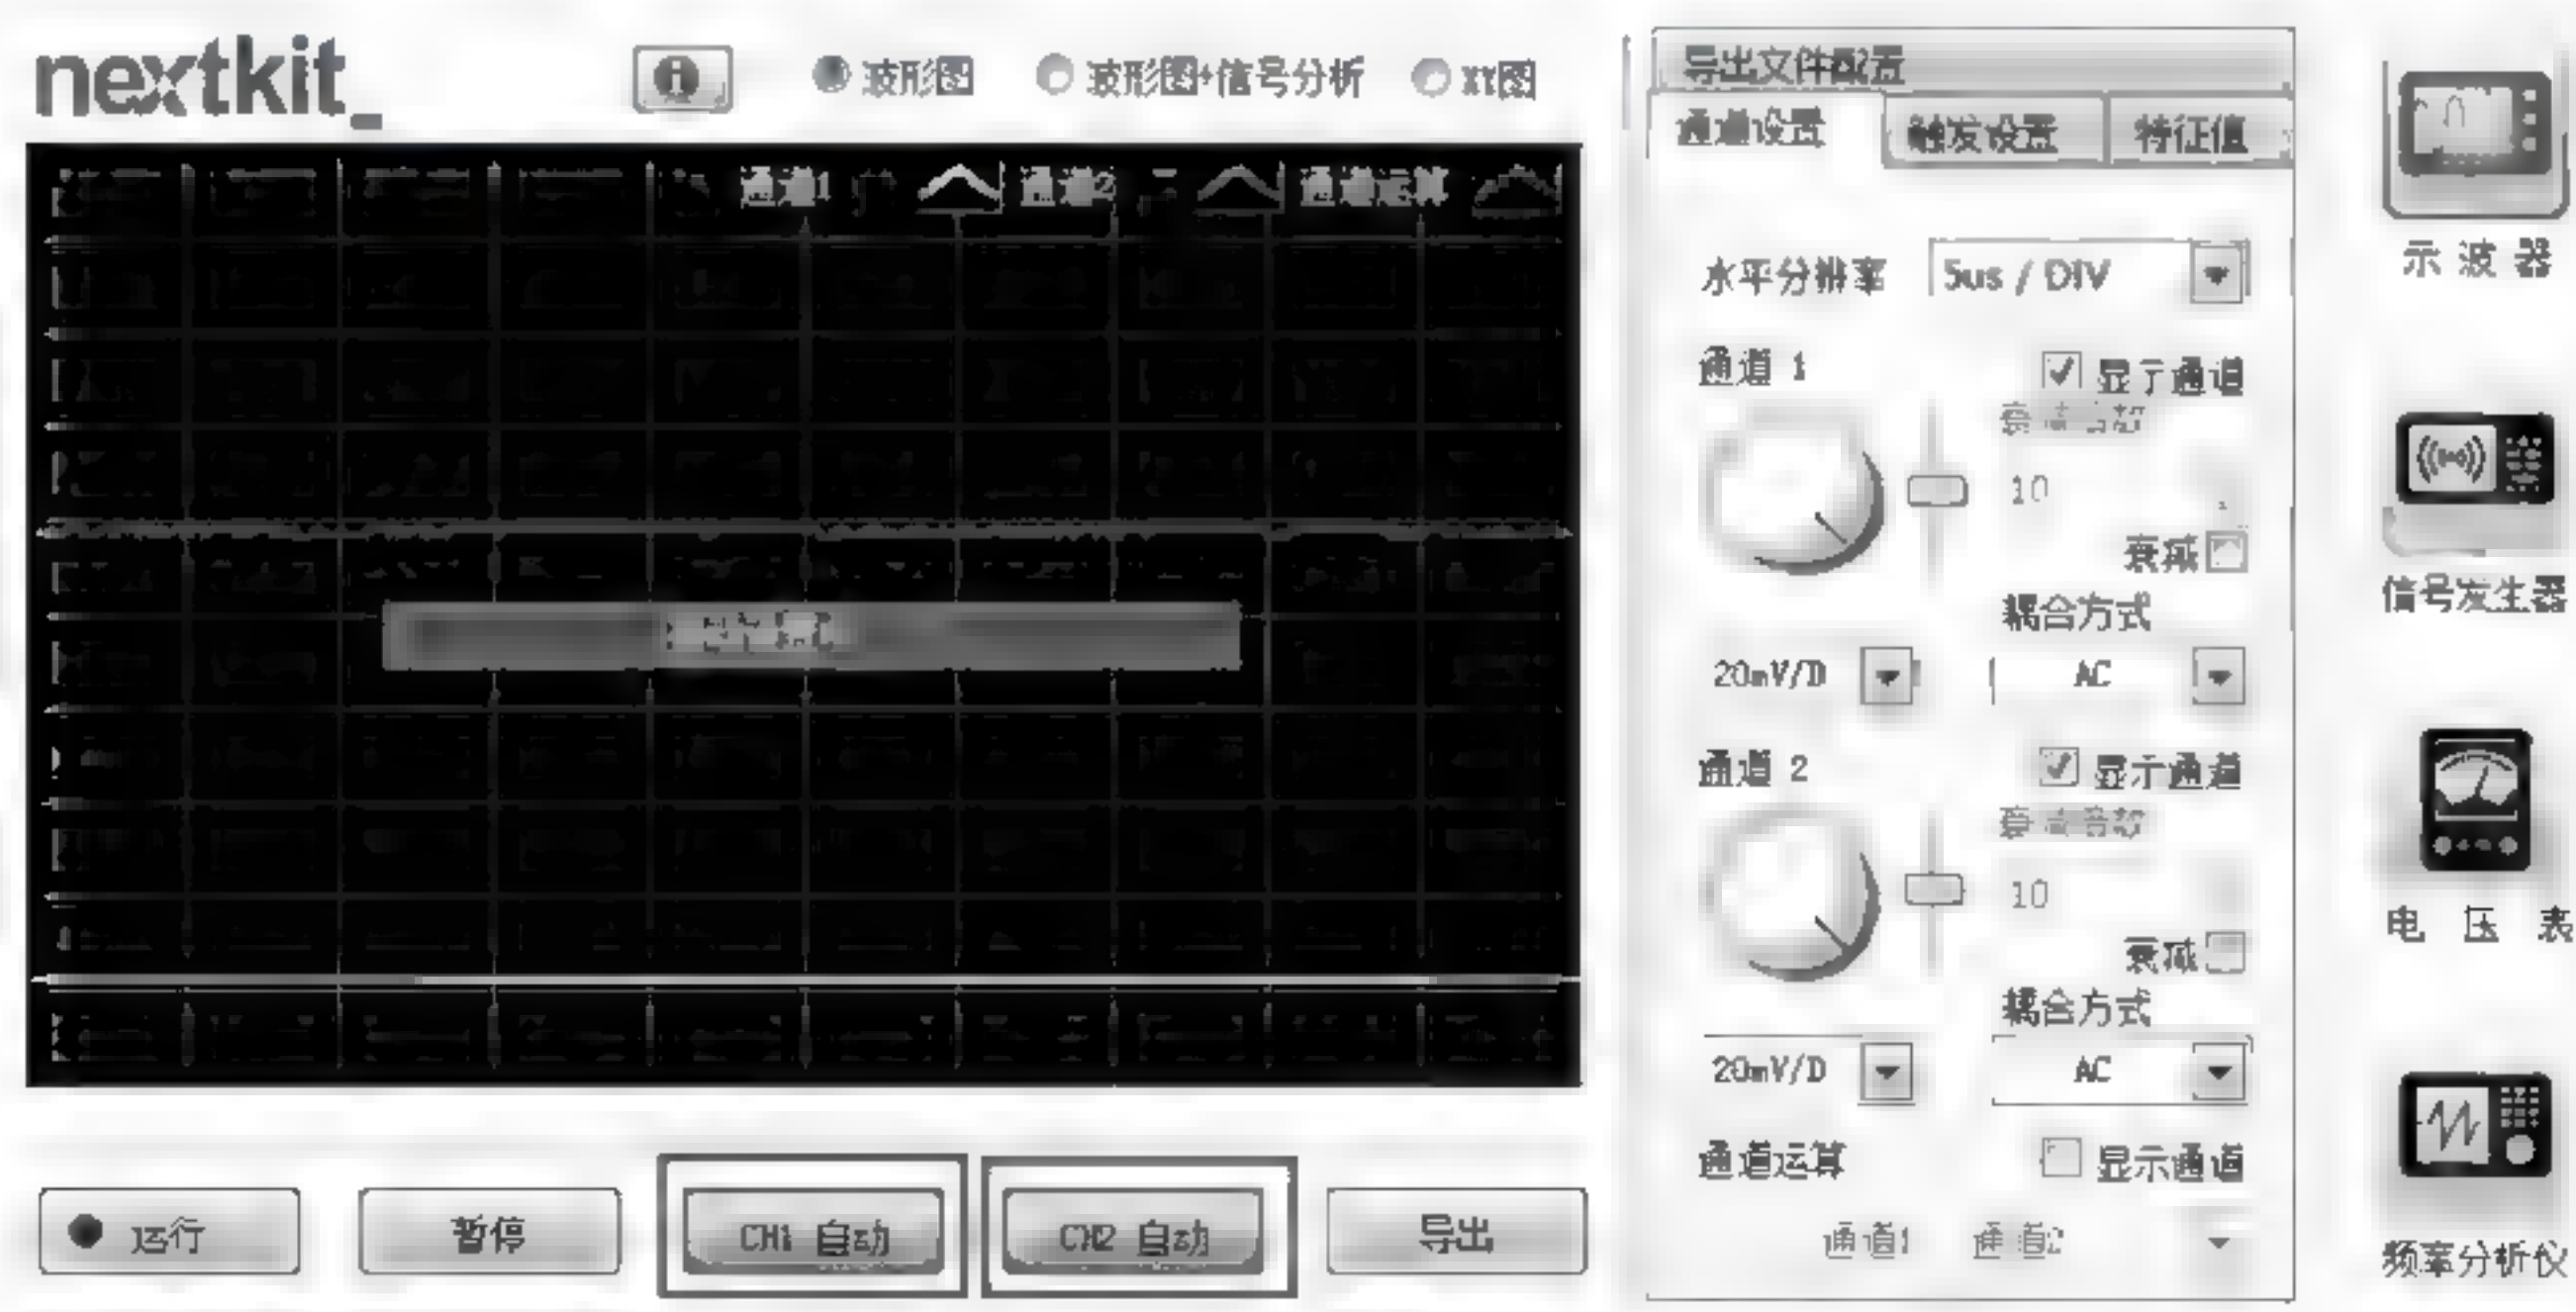 nextkit_
波形图 波形图+信号分析 XY图
导出文件配置
通道设置 触发设置 特征值
通道1 通道2 通道运算
水平分辨率 5us / DIV
通道 1 显示通道
10
衰减
耦合方式
20mV/D AC
通道 2 显示通道
10
衰减
耦合方式
20mV/D AC
通道运算 显示通道
通道1 通道2
运行 暂停 CH1 自动 CH2 自动 导出
示波器
信号发生器
电压表
频率分析仪